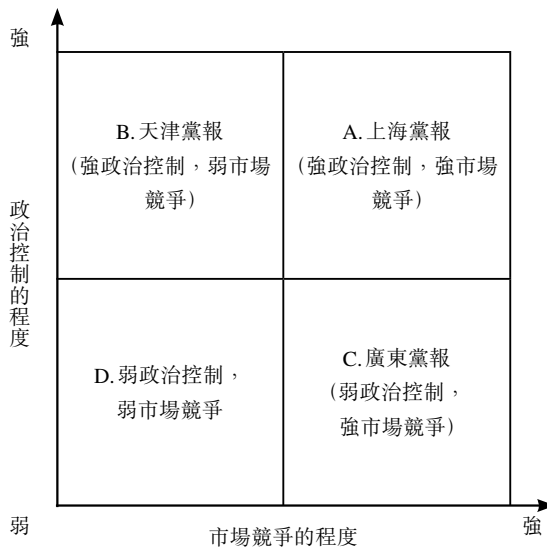 強
B. 天津黨報
(強政治控制，弱市場
競爭)
A. 上海黨報
(強政治控制，強市場
競爭)
政治控制的程度
D. 弱政治控制，
弱市場競爭
C. 廣東黨報
(弱政治控制，
強市場競爭)
弱
市場競爭的程度
強